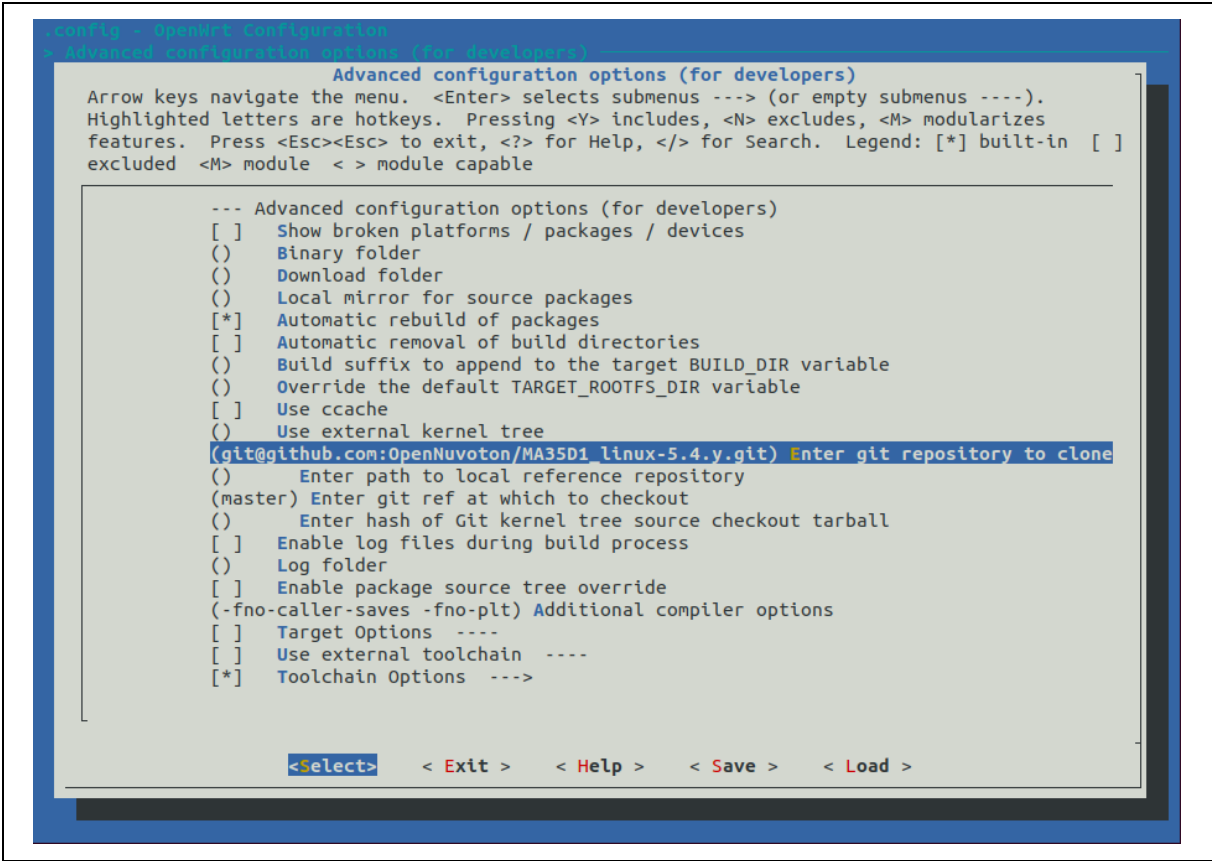 .config - OpenWrt Configuration
> Advanced configuration options (for developers)
Advanced configuration options (for developers)
Arrow keys navigate the menu.  <Enter> selects submenus ---> (or empty submenus ----).
Highlighted letters are hotkeys.  Pressing <Y> includes, <N> excludes, <M> modularizes
features.  Press <Esc><Esc> to exit, <?> for Help, </> for Search.  Legend: [*] built-in  [ ]
excluded  <M> module  < > module capable
--- Advanced configuration options (for developers)
[ ]   Show broken platforms / packages / devices
()    Binary folder
()    Download folder
()    Local mirror for source packages
[*]   Automatic rebuild of packages
[ ]   Automatic removal of build directories
()    Build suffix to append to the target BUILD_DIR variable
()    Override the default TARGET_ROOTFS_DIR variable
[ ]   Use ccache
()    Use external kernel tree
(git@github.com:OpenNuvoton/MA35D1_linux-5.4.y.git) Enter git repository to clone
()      Enter path to local reference repository
(master) Enter git ref at which to checkout
()      Enter hash of Git kernel tree source checkout tarball
[ ]   Enable log files during build process
()    Log folder
[ ]   Enable package source tree override
(-fno-caller-saves -fno-plt) Additional compiler options
[ ]   Target Options  ----
[ ]   Use external toolchain  ----
[*]   Toolchain Options  --->
<Select>    < Exit >    < Help >    < Save >    < Load >